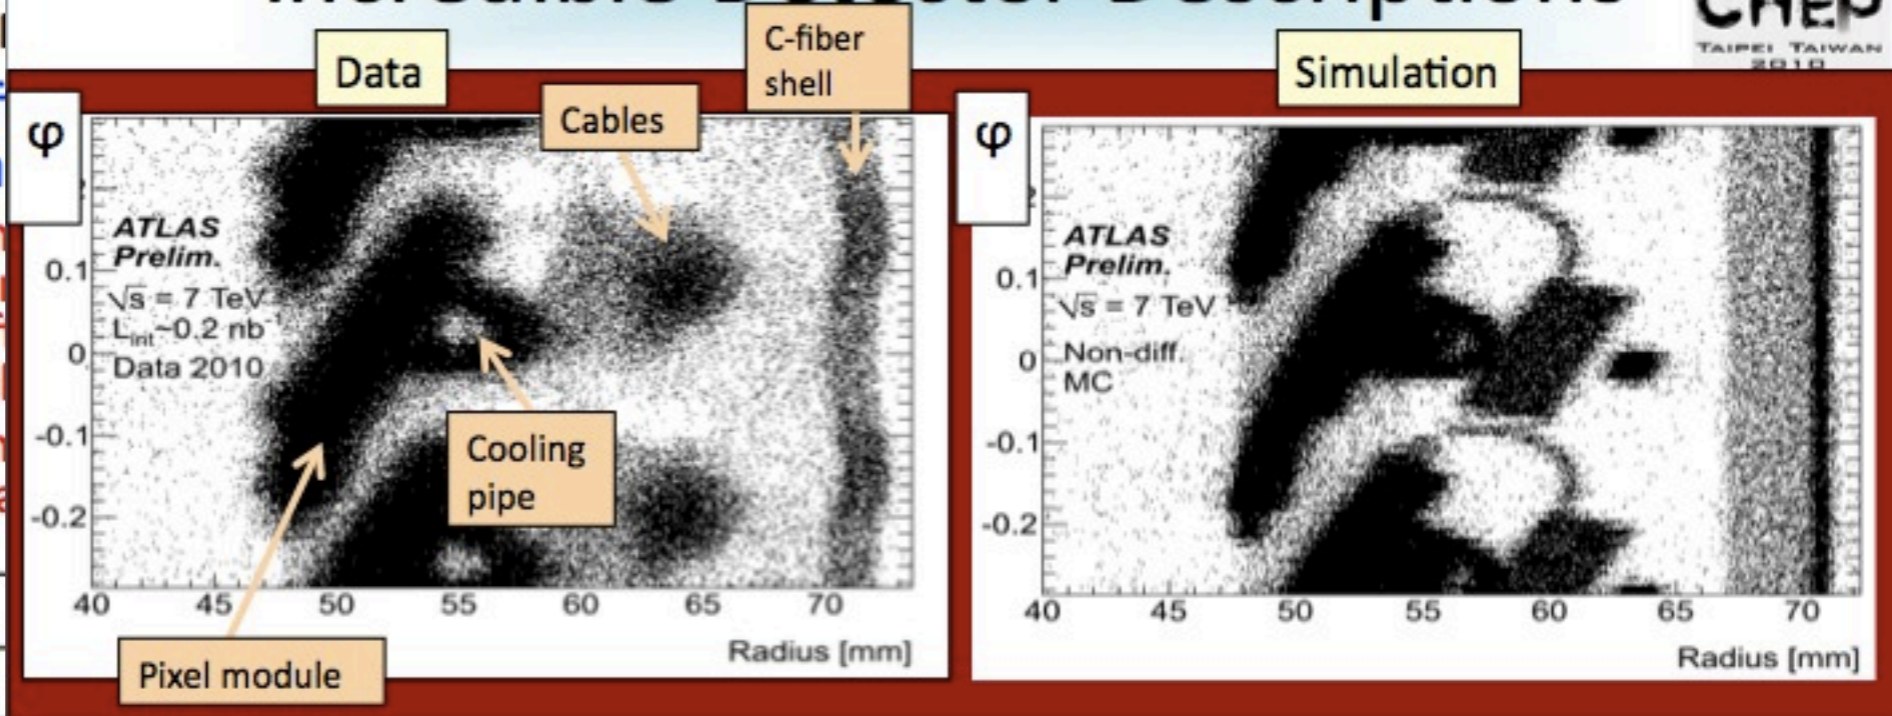 CHEP
TAIPEI TAIWAN
2010
Data
C-fiber
shell
Cables
Simulation
φ
ATLAS
Prelim.
√s = 7 TeV
L_int~0.2 nb^-1
Data 2010
0.1
0
-0.1
-0.2
Cooling
pipe
40 45 50 55 60 65 70
Radius [mm]
Pixel module
φ
ATLAS
Prelim.
√s = 7 TeV
Non-diff.
MC
0.1
0
-0.1
-0.2
40 45 50 55 60 65 70
Radius [mm]